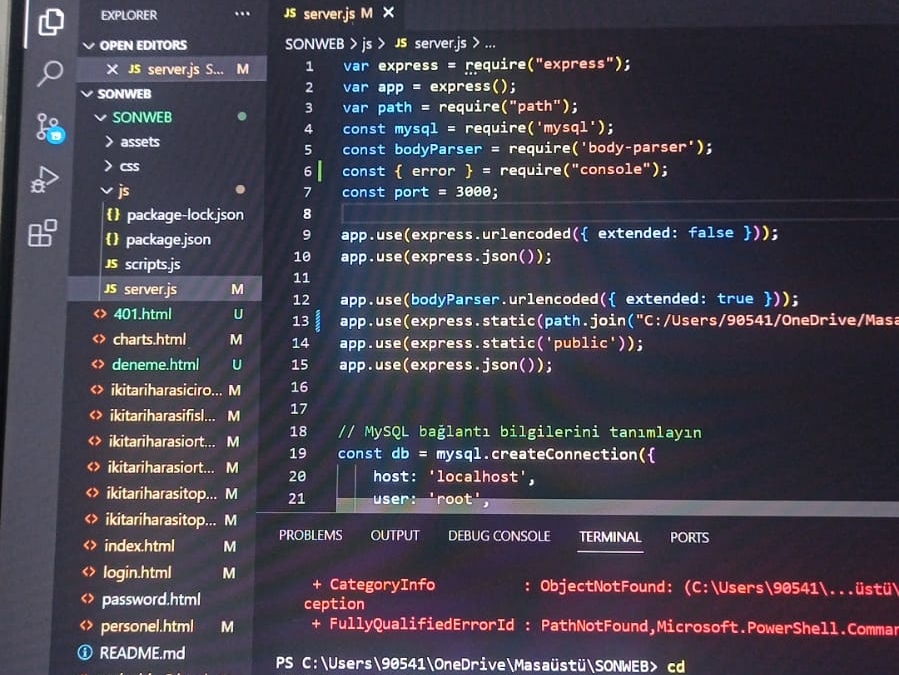 EXPLORER
OPEN EDITORS
JS server.js S... M
SONWEB
SONWEB
assets
css
js
{} package-lock.json
{} package.json
JS scripts.js
JS server.js M
<> 401.html U
<> charts.html M
<> deneme.html U
<> ikitariharasiciro... M
<> ikitariharasifisl... M
<> ikitariharasiort... M
<> ikitariharasiort... M
<> ikitariharasitop... M
<> ikitariharasitop... M
<> index.html M
<> login.html M
<> password.html
<> personel.html M
README.md
JS server.js M
SONWEB > js > JS server.js > ...
1 var express = require("express");
2 var app = express();
3 var path = require("path");
4 const mysql = require('mysql');
5 const bodyParser = require('body-parser');
6 const { error } = require("console");
7 const port = 3000;
8
9 app.use(express.urlencoded({ extended: false }));
10 app.use(express.json());
11
12 app.use(bodyParser.urlencoded({ extended: true }));
13 app.use(express.static(path.join("C:/Users/90541/OneDrive/Masa
14 app.use(express.static('public'));
15 app.use(express.json());
16
17
18 // MySQL bağlantı bilgilerini tanımlayın
19 const db = mysql.createConnection({
20 host: 'localhost',
21 user: 'root',
PROBLEMS OUTPUT DEBUG CONSOLE TERMINAL PORTS
+ CategoryInfo : ObjectNotFound: (C:\Users\90541\...üstü\
ception
+ FullyQualifiedErrorId : PathNotFound,Microsoft.PowerShell.Comman
PS C:\Users\90541\OneDrive\Masaüstü\SONWEB> cd